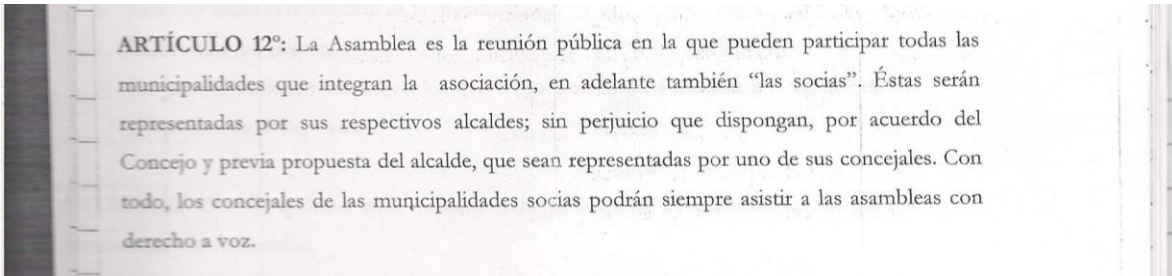 ARTÍCULO 12º: La Asamblea es la reunión pública en la que pueden participar todas las
municipalidades que integran la asociación, en adelante también “las socias”. Éstas serán
representadas por sus respectivos alcaldes; sin perjuicio que dispongan, por acuerdo del
Concejo y previa propuesta del alcalde, que sean representadas por uno de sus concejales. Con
todo, los concejales de las municipalidades socias podrán siempre asistir a las asambleas con
derecho a voz.